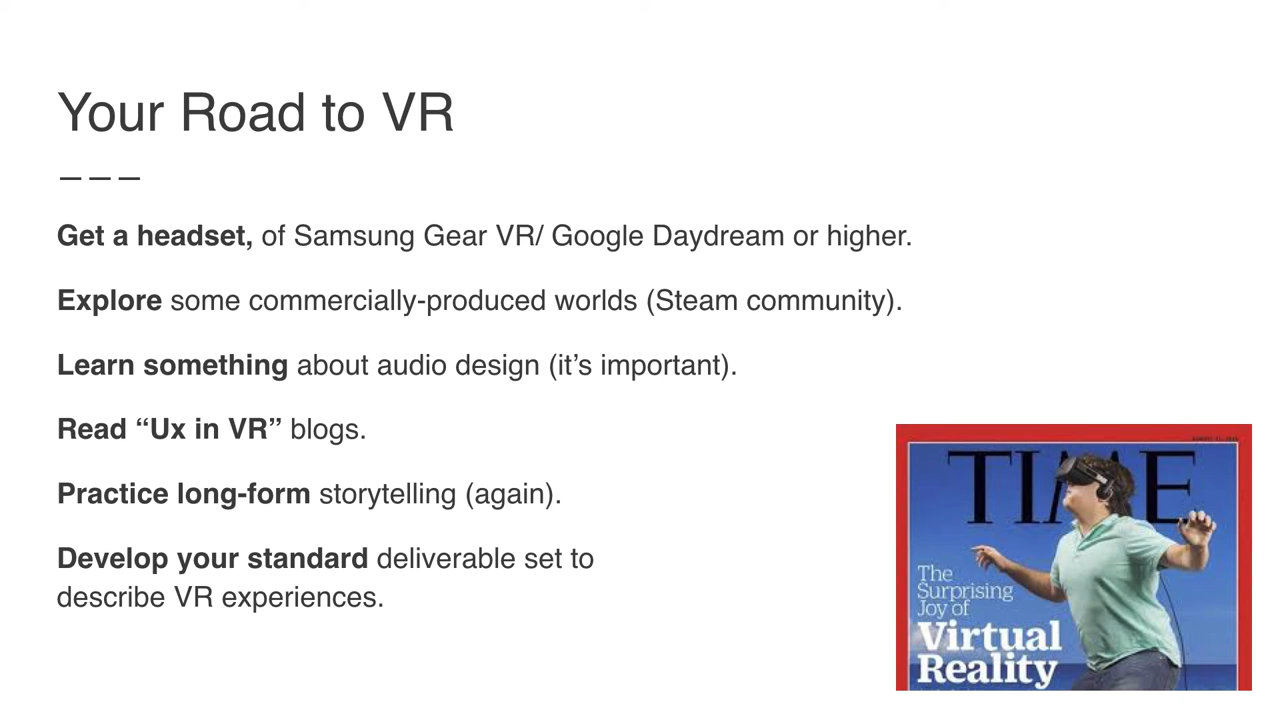 Your Road to VR
Get a headset, of Samsung Gear VR/ Google Daydream or higher.
Explore some commercially-produced worlds (Steam community).
Learn something about audio design (it’s important).
Read “Ux in VR” blogs.
Practice long-form storytelling (again).
Develop your standard deliverable set to
describe VR experiences.
TIME
The
Surprising
Joy of
Virtual
Reality